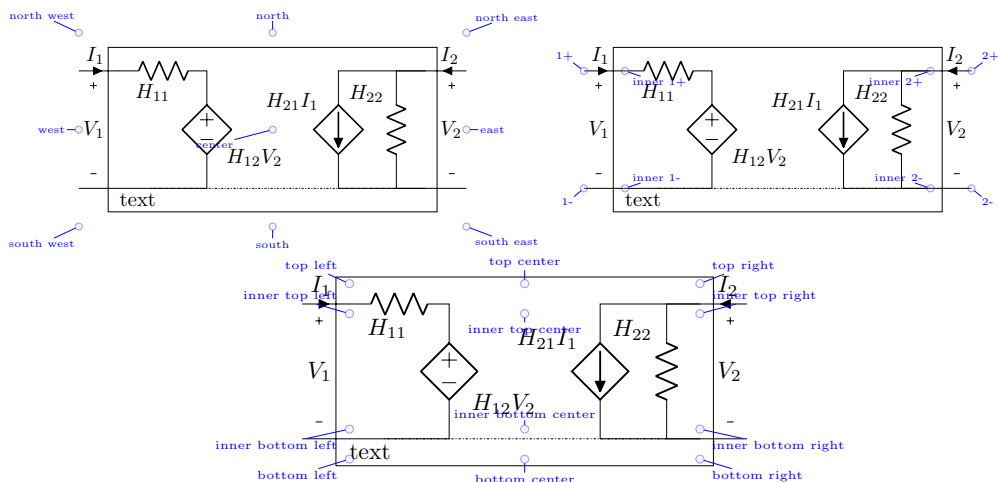 north west north north east
I₁ I₂ 1+ I₁ I₂ 2+
+ H₁₁ H₂₁I₁ H₂₂ + + inner 1+ H₁₁ H₂₁I₁ inner 2+ H₂₂ +
west V₁ + − center V₂ east V₁ + − V₂
H₁₂V₂ H₁₂V₂
− − − inner 1- inner 2- −
text 1- text 2-
south west south south east
top left top center top right
I₁ inner top left I₂ inner top right
+ H₁₁ inner top center H₂₁I₁ H₂₂ +
V₁ + − V₂
H₁₂V₂
− inner bottom center −
inner bottom left text inner bottom right
bottom left bottom center bottom right